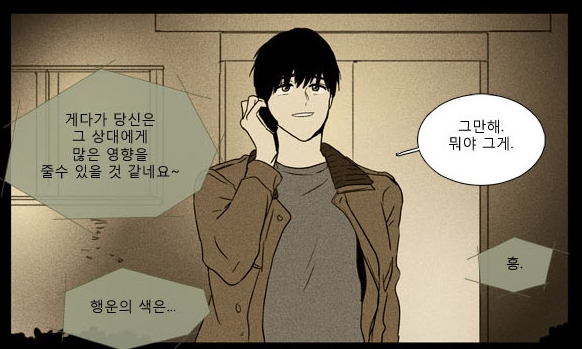 게다가 당신은
그 상대에게
많은 영향을
줄수 있을 것 같네요~
그만해.
뭐야 그게.
흥.
행운의 색은...